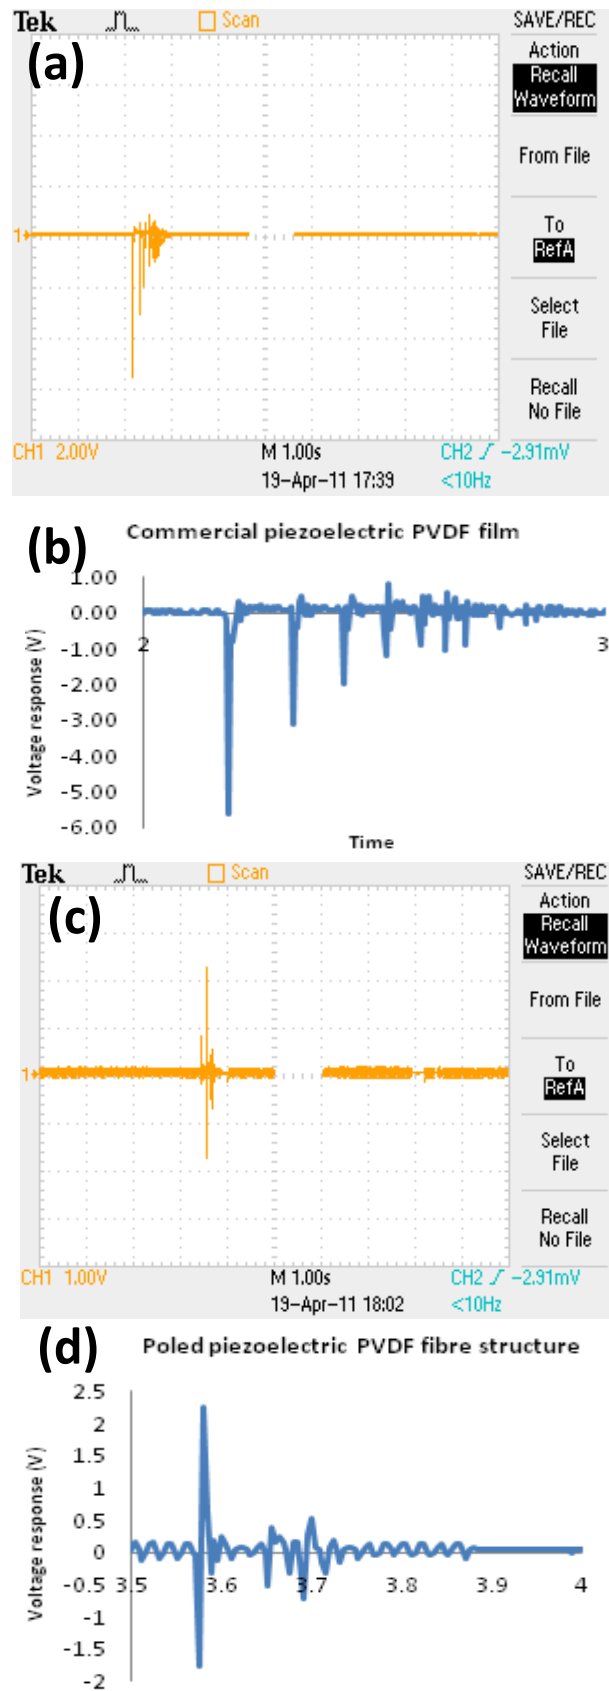 Tek
Scan
SAVE/REC
(a)
Action
Recall
Waveform
From File
To
RefA
Select
File
Recall
No File
1
CH1 2.00V
M 1.00s
CH2 -2.91mV
19-Apr-11 17:39
<10Hz
(b)
Commercial piezoelectric PVDF film
Voltage response (V)
1.00
0.00
-1.00
-2.00
-3.00
-4.00
-5.00
-6.00
2
3
Time
Tek
Scan
SAVE/REC
(c)
Action
Recall
Waveform
From File
To
RefA
Select
File
Recall
No File
1
CH1 1.00V
M 1.00s
CH2 -2.91mV
19-Apr-11 18:02
<10Hz
(d)
Poled piezoelectric PVDF fibre structure
Voltage response (V)
2.5
2
1.5
1
0.5
0
-0.5
-1
-1.5
-2
3.5
3.6
3.7
3.8
3.9
4